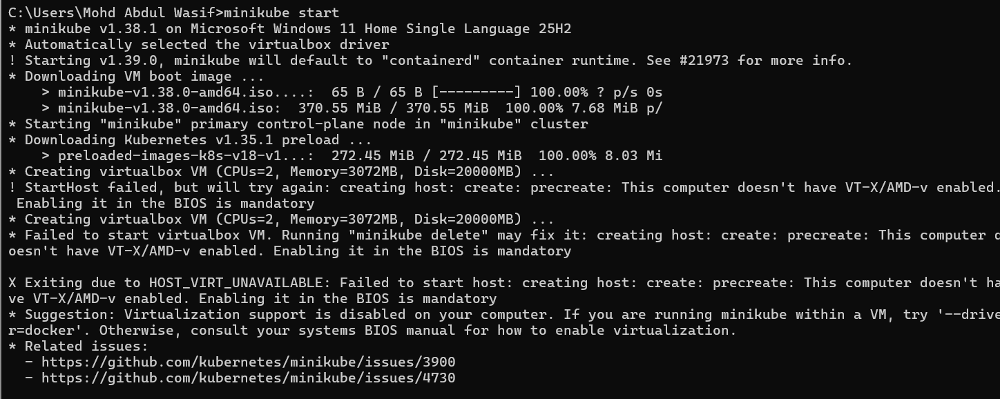 C:\Users\Mohd Abdul Wasif>minikube start
* minikube v1.38.1 on Microsoft Windows 11 Home Single Language 25H2
* Automatically selected the virtualbox driver
! Starting v1.39.0, minikube will default to "containerd" container runtime. See #21973 for more info.
* Downloading VM boot image ...
    > minikube-v1.38.0-amd64.iso....:  65 B / 65 B [---------] 100.00% ? p/s 0s
    > minikube-v1.38.0-amd64.iso:  370.55 MiB / 370.55 MiB  100.00% 7.68 MiB p/
* Starting "minikube" primary control-plane node in "minikube" cluster
* Downloading Kubernetes v1.35.1 preload ...
    > preloaded-images-k8s-v18-v1...:  272.45 MiB / 272.45 MiB  100.00% 8.03 Mi
* Creating virtualbox VM (CPUs=2, Memory=3072MB, Disk=20000MB) ...
! StartHost failed, but will try again: creating host: create: precreate: This computer doesn't have VT-X/AMD-v enabled.
 Enabling it in the BIOS is mandatory
* Creating virtualbox VM (CPUs=2, Memory=3072MB, Disk=20000MB) ...
* Failed to start virtualbox VM. Running "minikube delete" may fix it: creating host: create: precreate: This computer d
oesn't have VT-X/AMD-v enabled. Enabling it in the BIOS is mandatory

X Exiting due to HOST_VIRT_UNAVAILABLE: Failed to start host: creating host: create: precreate: This computer doesn't ha
ve VT-X/AMD-v enabled. Enabling it in the BIOS is mandatory
* Suggestion: Virtualization support is disabled on your computer. If you are running minikube within a VM, try '--drive
r=docker'. Otherwise, consult your systems BIOS manual for how to enable virtualization.
* Related issues:
  - https://github.com/kubernetes/minikube/issues/3900
  - https://github.com/kubernetes/minikube/issues/4730